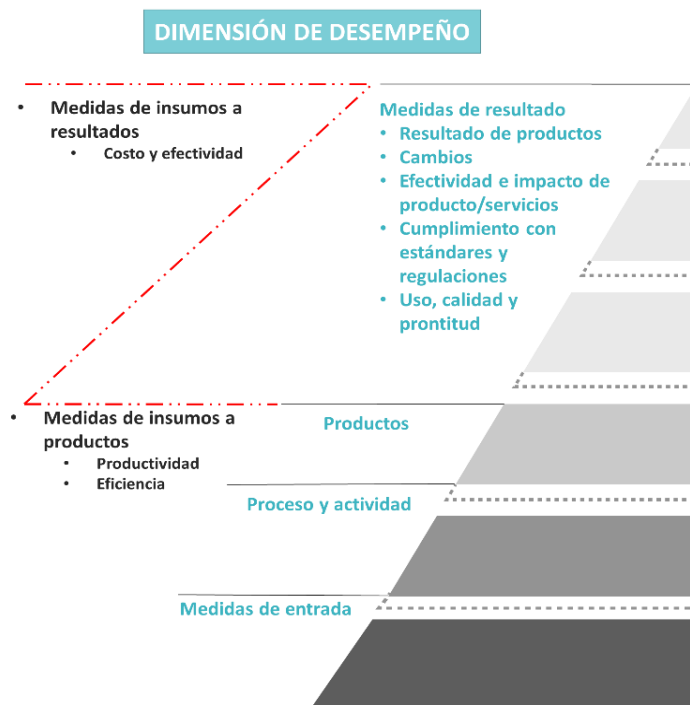 DIMENSIÓN DE DESEMPEÑO
• Medidas de insumos a
resultados
• Costo y efectividad
Medidas de resultado
• Resultado de productos
• Cambios
• Efectividad e impacto de
producto/servicios
• Cumplimiento con
estándares y
regulaciones
• Uso, calidad y
prontitud
• Medidas de insumos a
productos
• Productividad
• Eficiencia
Productos
Proceso y actividad
Medidas de entrada